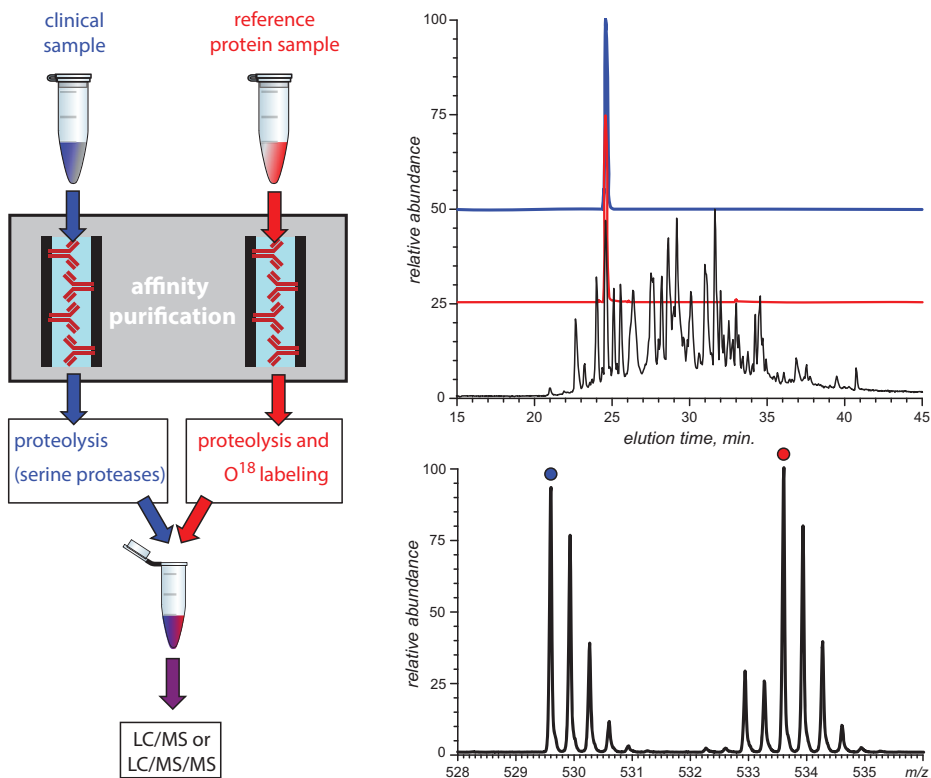 clinical
sample
reference
protein sample
affinity
purification
proteolysis
(serine proteases)
proteolysis and
O¹⁸ labeling
LC/MS or
LC/MS/MS
relative abundance
100
75
50
25
0
15 20 25 30 35 40 45
elution time, min.
relative abundance
100
75
50
25
0
528 529 530 531 532 533 534 535 m/z